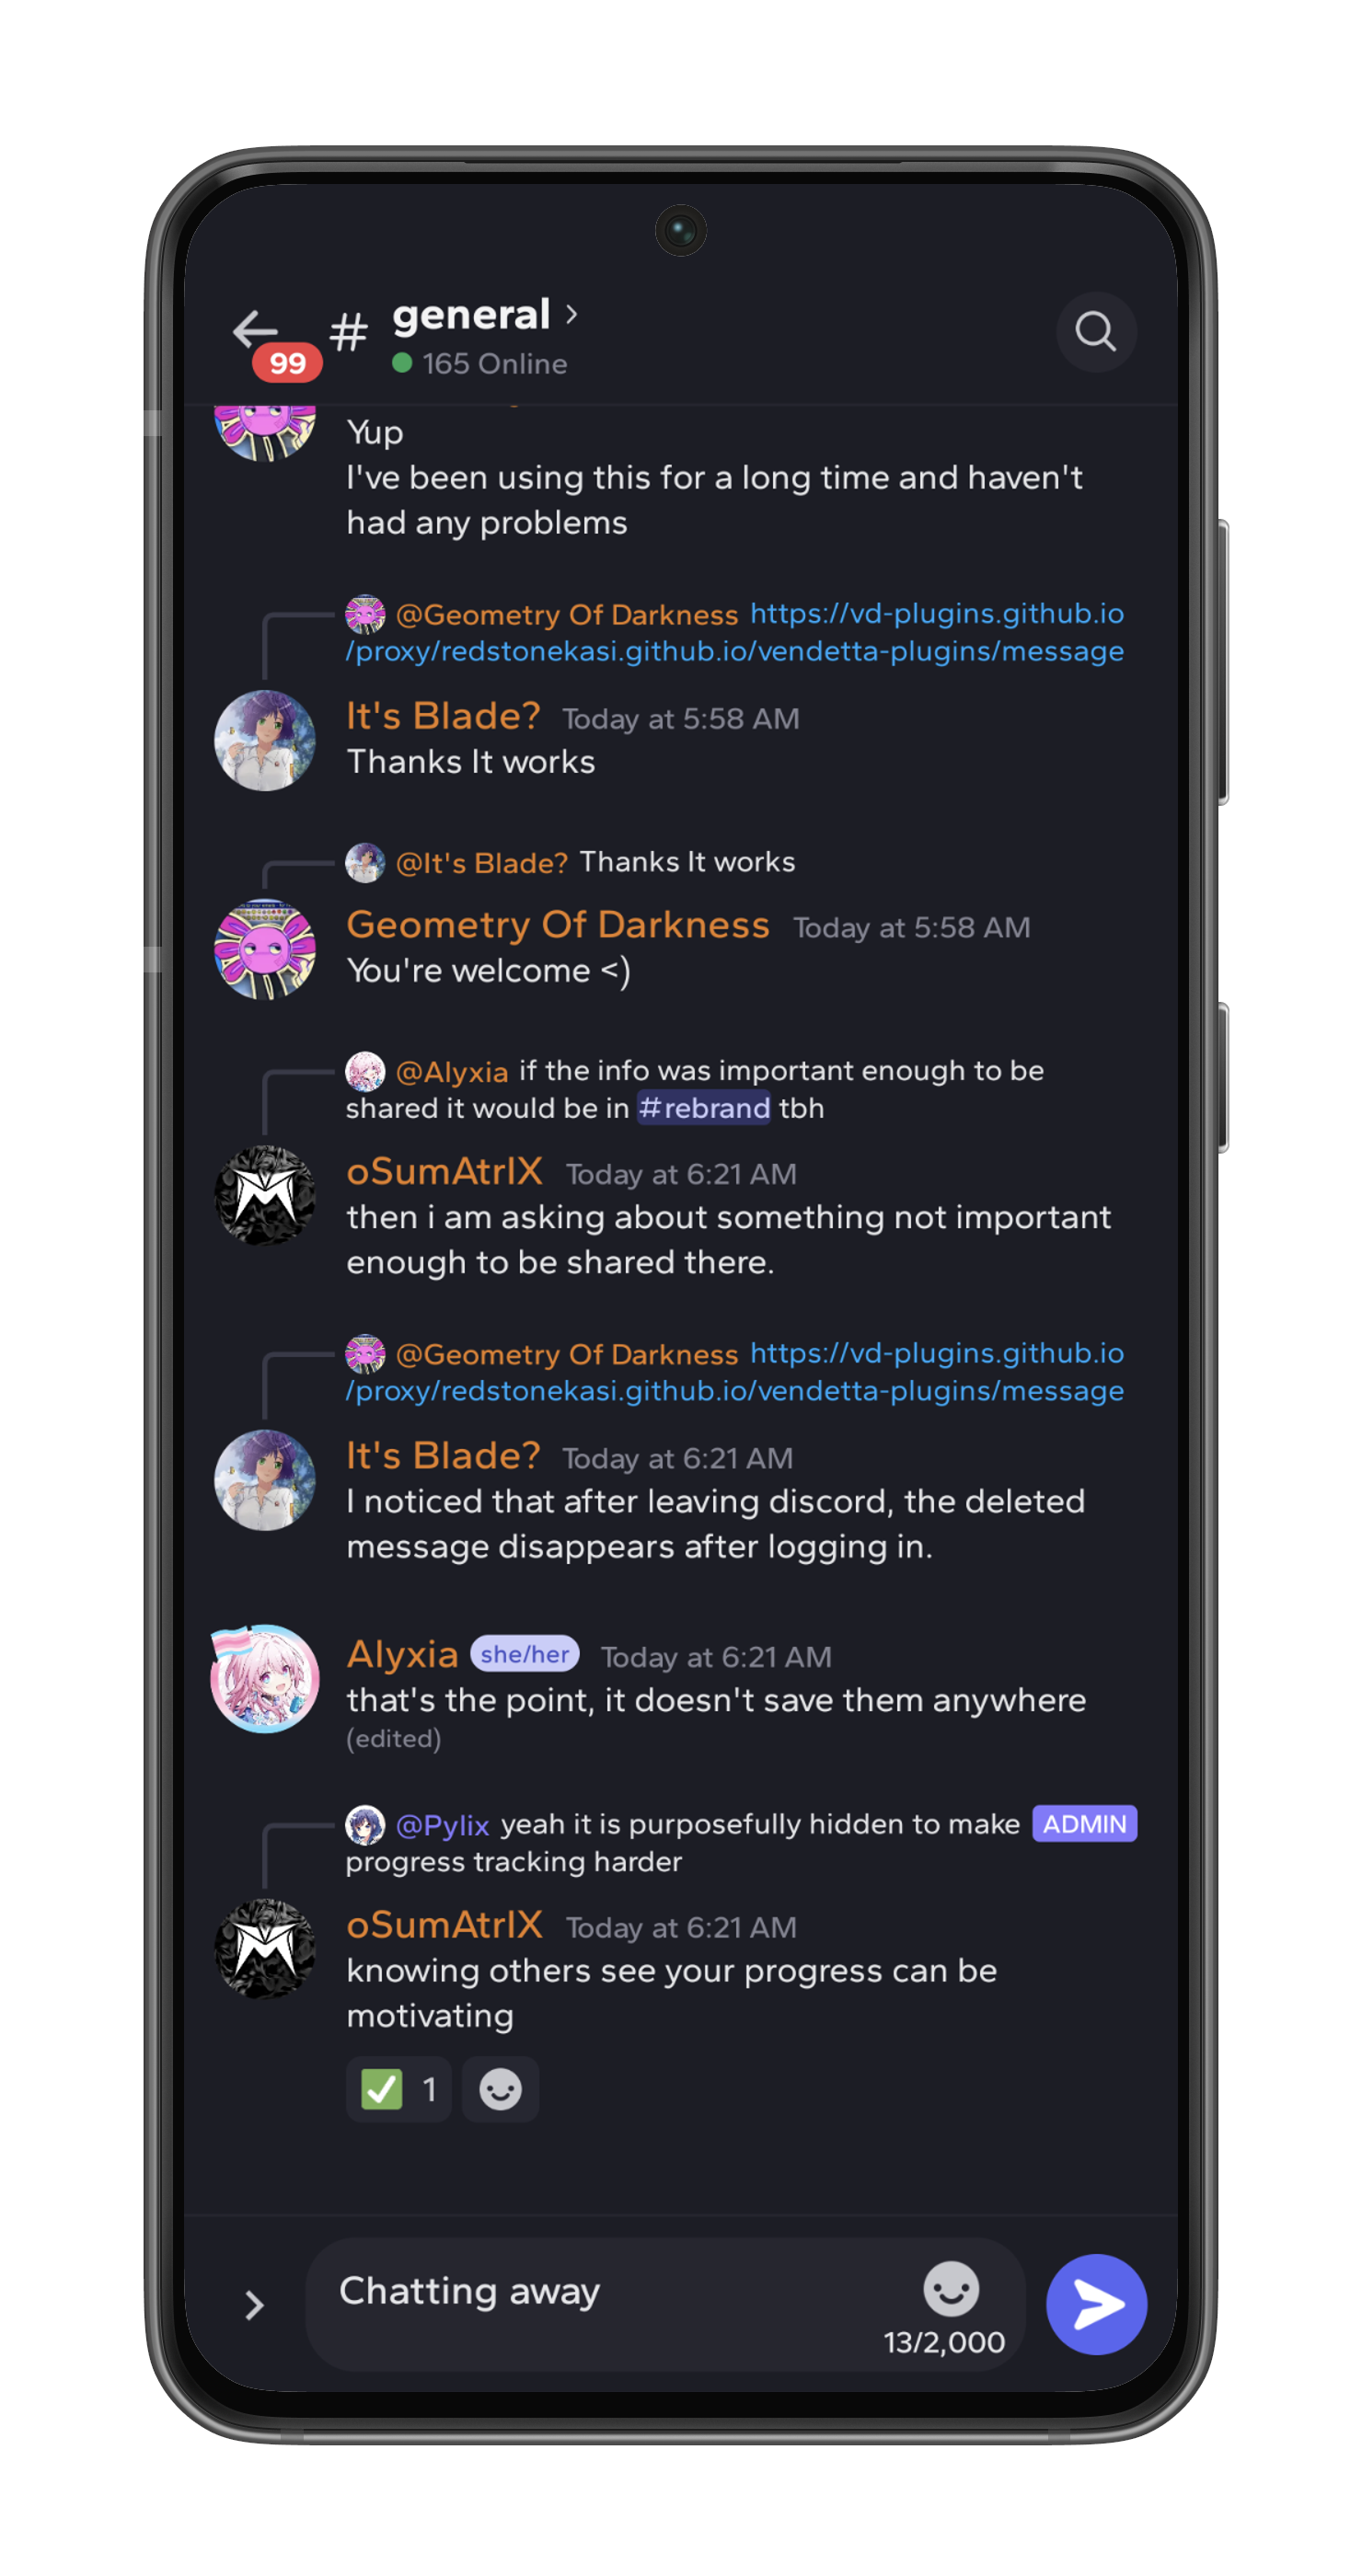 general ›
99
#
165 Online
Yup
I've been using this for a long time and haven't
had any problems
@Geometry Of Darkness https://vd-plugins.github.io
/proxy/redstonekasi.github.io/vendetta-plugins/message
It's Blade? Today at 5:58 AM
Thanks It works
@It's Blade? Thanks It works
Geometry Of Darkness Today at 5:58 AM
You're welcome <)
@Alyxia if the info was important enough to be
shared it would be in #rebrand tbh
oSumAtrIX Today at 6:21 AM
then i am asking about something not important
enough to be shared there.
@Geometry Of Darkness https://vd-plugins.github.io
/proxy/redstonekasi.github.io/vendetta-plugins/message
It's Blade? Today at 6:21 AM
I noticed that after leaving discord, the deleted
message disappears after logging in.
Alyxia she/her Today at 6:21 AM
that's the point, it doesn't save them anywhere
(edited)
@Pylix yeah it is purposefully hidden to make ADMIN
progress tracking harder
oSumAtrIX Today at 6:21 AM
knowing others see your progress can be
motivating
1
Chatting away
13/2,000